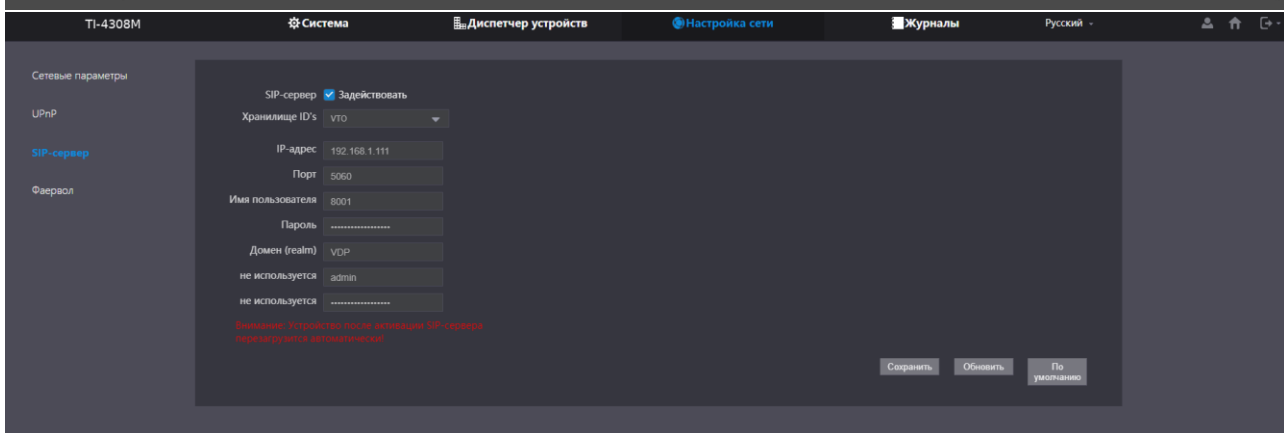 TI-4308M Система Диспетчер устройств Настройка сети Журналы Русский
Сетевые параметры
UPnP
SIP-сервер
Фаервол
SIP-сервер Задействовать
Хранилище ID's VTO
IP-адрес 192.168.1.111
Порт 5060
Имя пользователя 8001
Пароль ••••••••••••••••••
Домен (realm) VDP
не используется admin
не используется ••••••••••••••••••
Внимание: Устройство после активации SIP-сервера
перезагрузится автоматически!
Сохранить Обновить По
умолчанию